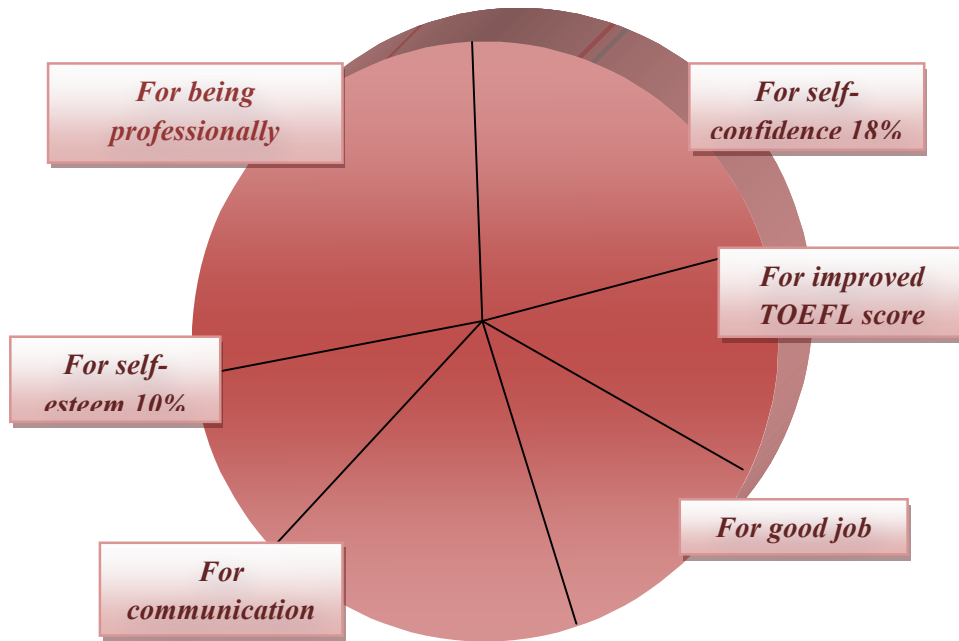 For being
professionally
For self-
confidence 18%
For improved
TOEFL score
For self-
esteem 10%
For good job
For
communication